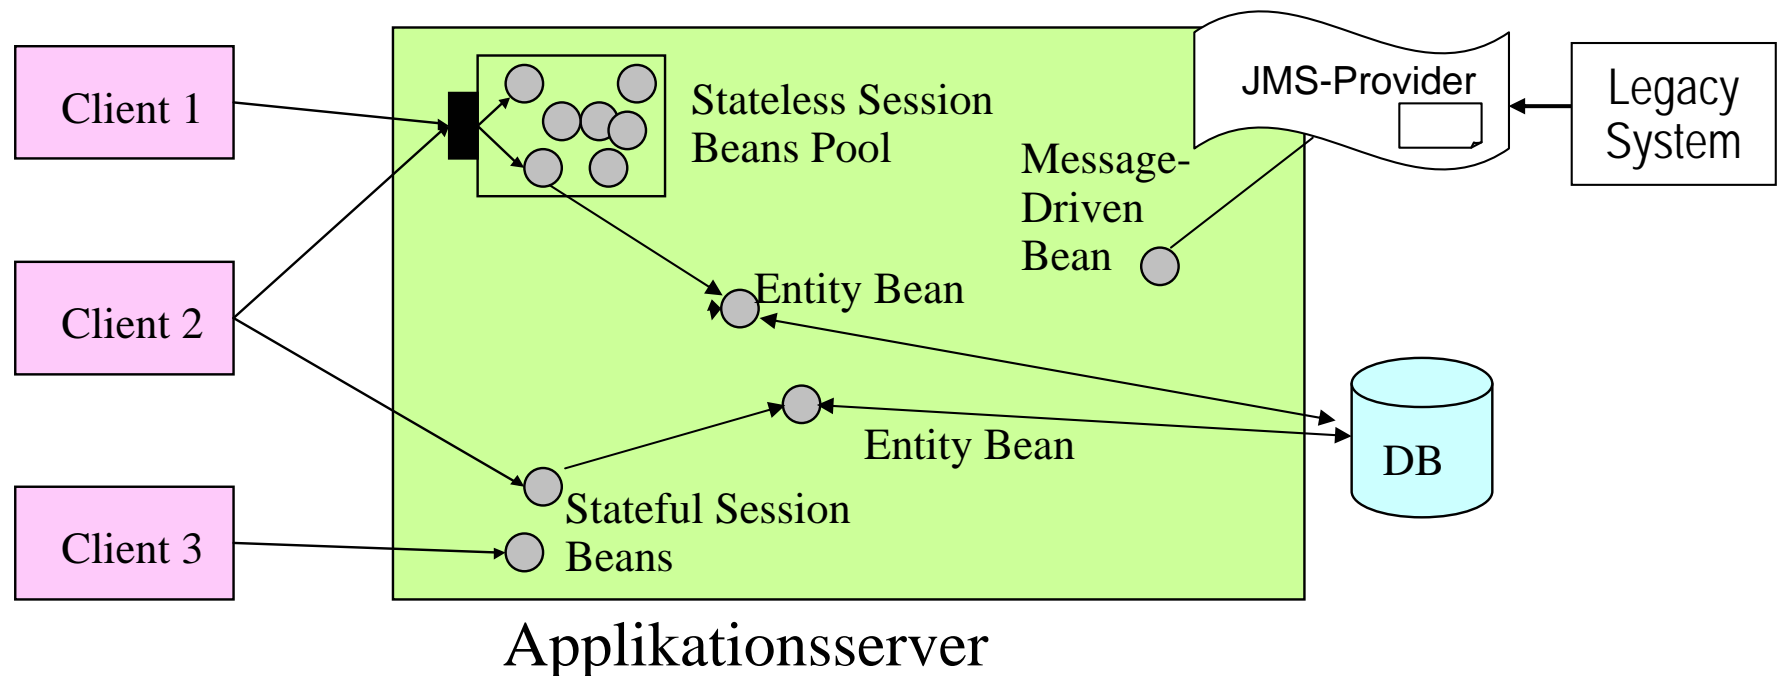 Client 1
Stateless Session
Beans Pool
JMS-Provider
Legacy
System
Message-
Driven
Bean
Client 2
Entity Bean
Entity Bean
DB
Stateful Session
Beans
Client 3
Applikationsserver